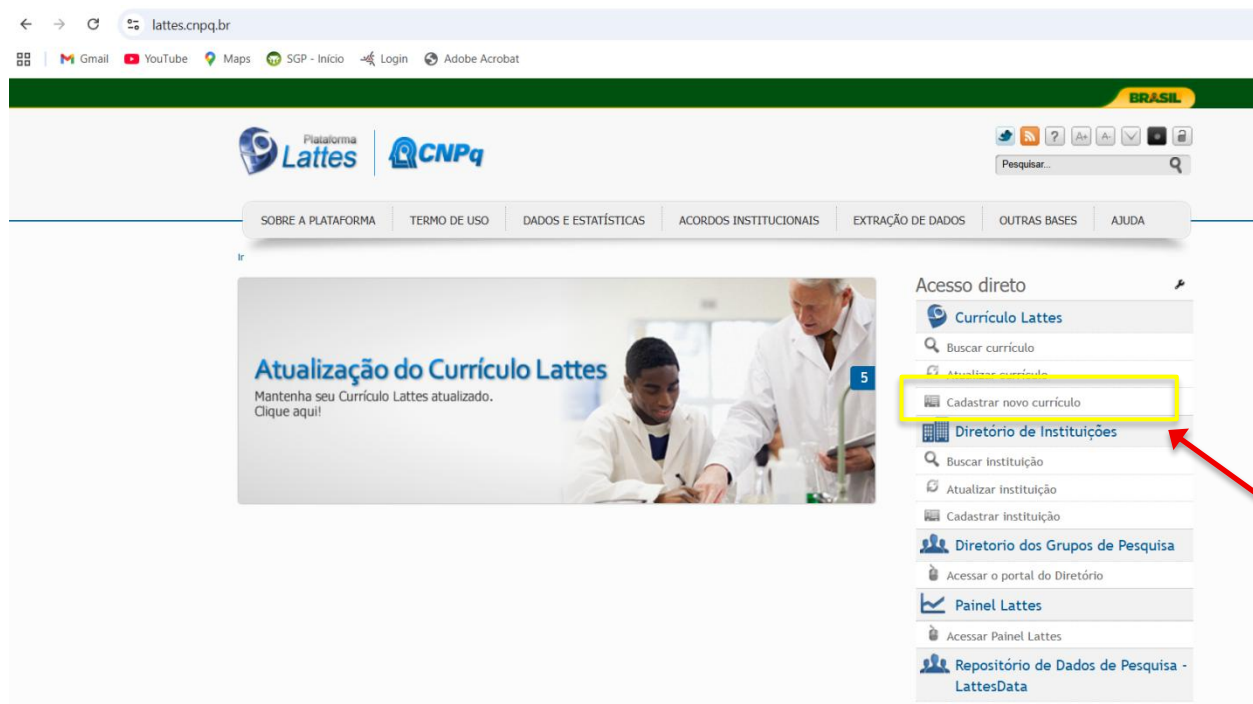 lattes.cnpq.br
Gmail YouTube Maps SGP - Início Login Adobe Acrobat
BRASIL
Plataforma
Lattes CNPq
? A+ A-
Pesquisar...
SOBRE A PLATAFORMA TERMO DE USO DADOS E ESTATÍSTICAS ACORDOS INSTITUCIONAIS EXTRAÇÃO DE DADOS OUTRAS BASES AJUDA
Ir
Atualização do Currículo Lattes
Mantenha seu Currículo Lattes atualizado.
Clique aqui!
5
Acesso direto
Currículo Lattes
Buscar currículo
Atualizar currículo
Cadastrar novo currículo
Diretório de Instituições
Buscar instituição
Atualizar instituição
Cadastrar instituição
Diretorio dos Grupos de Pesquisa
Acessar o portal do Diretório
Painel Lattes
Acessar Painel Lattes
Repositório de Dados de Pesquisa -
LattesData